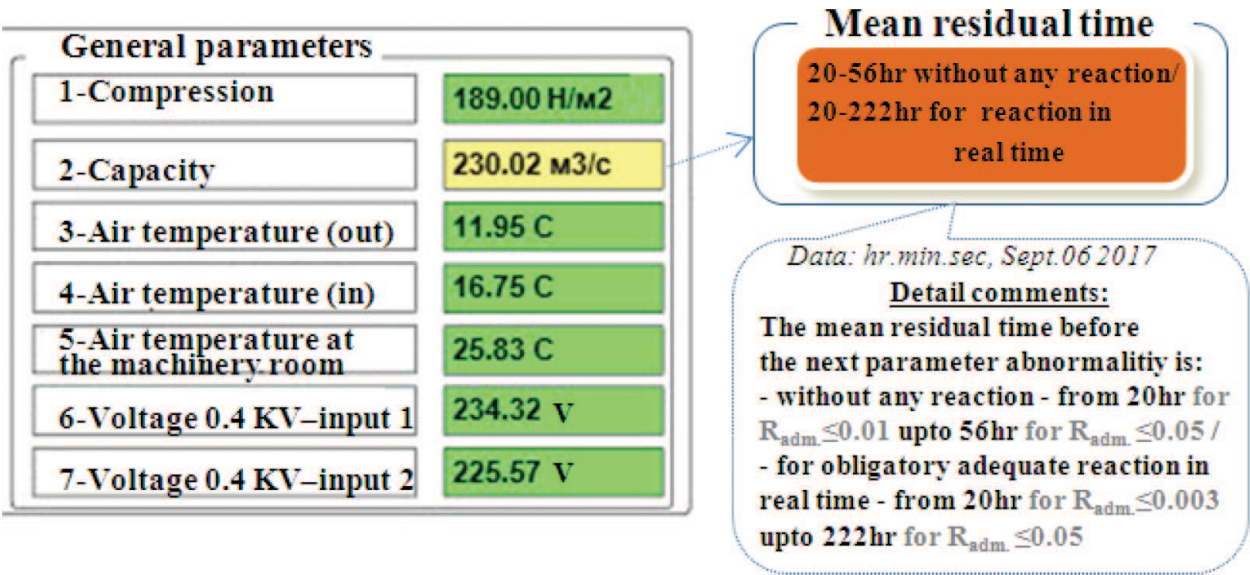 General parameters
1-Compression
189.00 Н/м2
2-Capacity
230.02 м3/с
3-Air temperature (out)
11.95 C
4-Air temperature (in)
16.75 C
5-Air temperature at
the machinery room
25.83 C
6-Voltage 0.4 KV–input 1
234.32 V
7-Voltage 0.4 KV–input 2
225.57 V
Mean residual time
20-56hr without any reaction/
20-222hr for reaction in
real time
Data: hr.min.sec, Sept.06 2017
Detail comments:
The mean residual time before
the next parameter abnormalitiy is:
- without any reaction - from 20hr for
Radm.≤0.01 upto 56hr for Radm.≤0.05 /
- for obligatory adequate reaction in
real time - from 20hr for Radm.≤0.003
upto 222hr for Radm.≤0.05